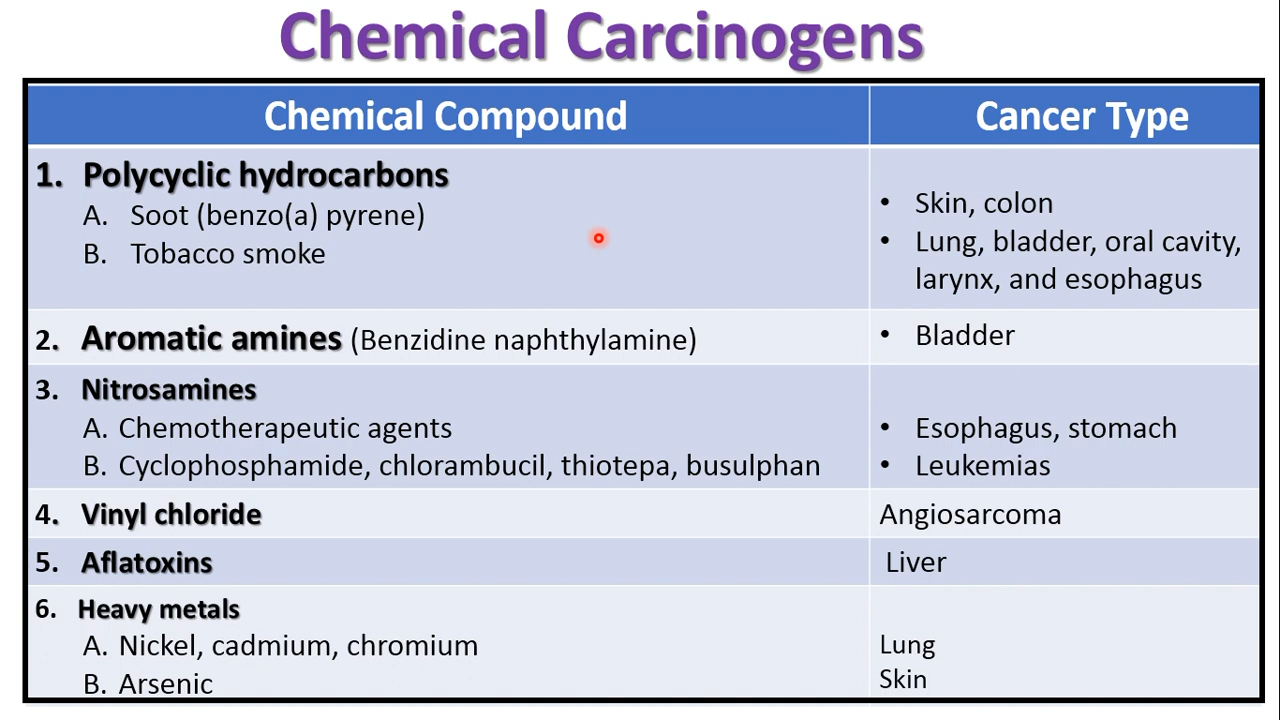 Chemical Carcinogens
Chemical Compound
Cancer Type
1. Polycyclic hydrocarbons
A. Soot (benzo(a) pyrene)
B. Tobacco smoke
• Skin, colon
• Lung, bladder, oral cavity,
larynx, and esophagus
2. Aromatic amines (Benzidine naphthylamine)
• Bladder
3. Nitrosamines
A. Chemotherapeutic agents
B. Cyclophosphamide, chlorambucil, thiotepa, busulphan
• Esophagus, stomach
• Leukemias
4. Vinyl chloride
Angiosarcoma
5. Aflatoxins
Liver
6. Heavy metals
A. Nickel, cadmium, chromium
B. Arsenic
Lung
Skin